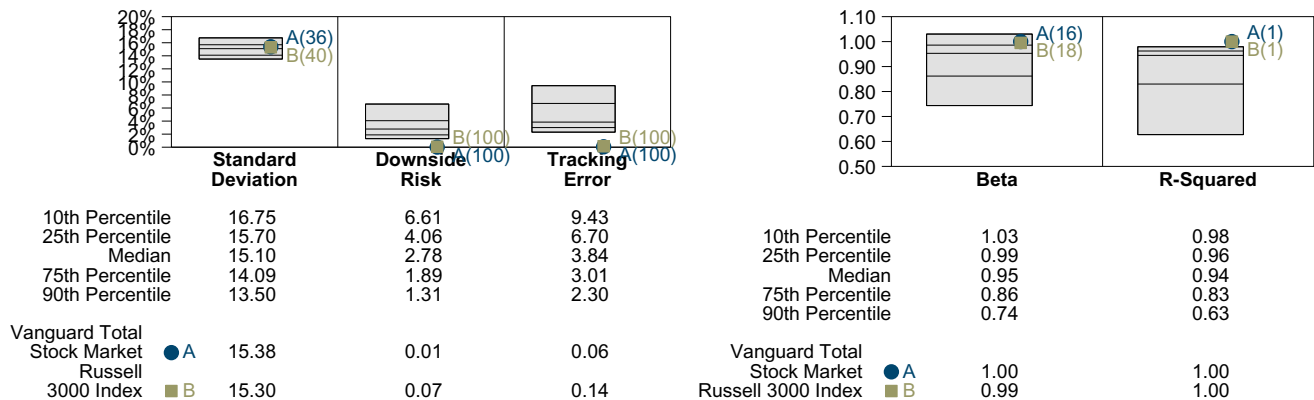 20%
18%
16%
14%
12%
10%
8%
6%
4%
2%
0%
A(36)
B(40)
B(100)
A(100)
B(100)
A(100)
Standard
Deviation
Downside
Risk
Tracking
Error
10th Percentile 16.75 6.61 9.43
25th Percentile 15.70 4.06 6.70
Median 15.10 2.78 3.84
75th Percentile 14.09 1.89 3.01
90th Percentile 13.50 1.31 2.30
Vanguard Total
Stock Market A 15.38 0.01 0.06
Russell
3000 Index B 15.30 0.07 0.14
1.10
1.00
0.90
0.80
0.70
0.60
0.50
A(16)
B(18)
A(1)
B(1)
Beta R-Squared
10th Percentile 1.03 0.98
25th Percentile 0.99 0.96
Median 0.95 0.94
75th Percentile 0.86 0.83
90th Percentile 0.74 0.63
Vanguard Total
Stock Market A 1.00 1.00
Russell 3000 Index B 0.99 1.00